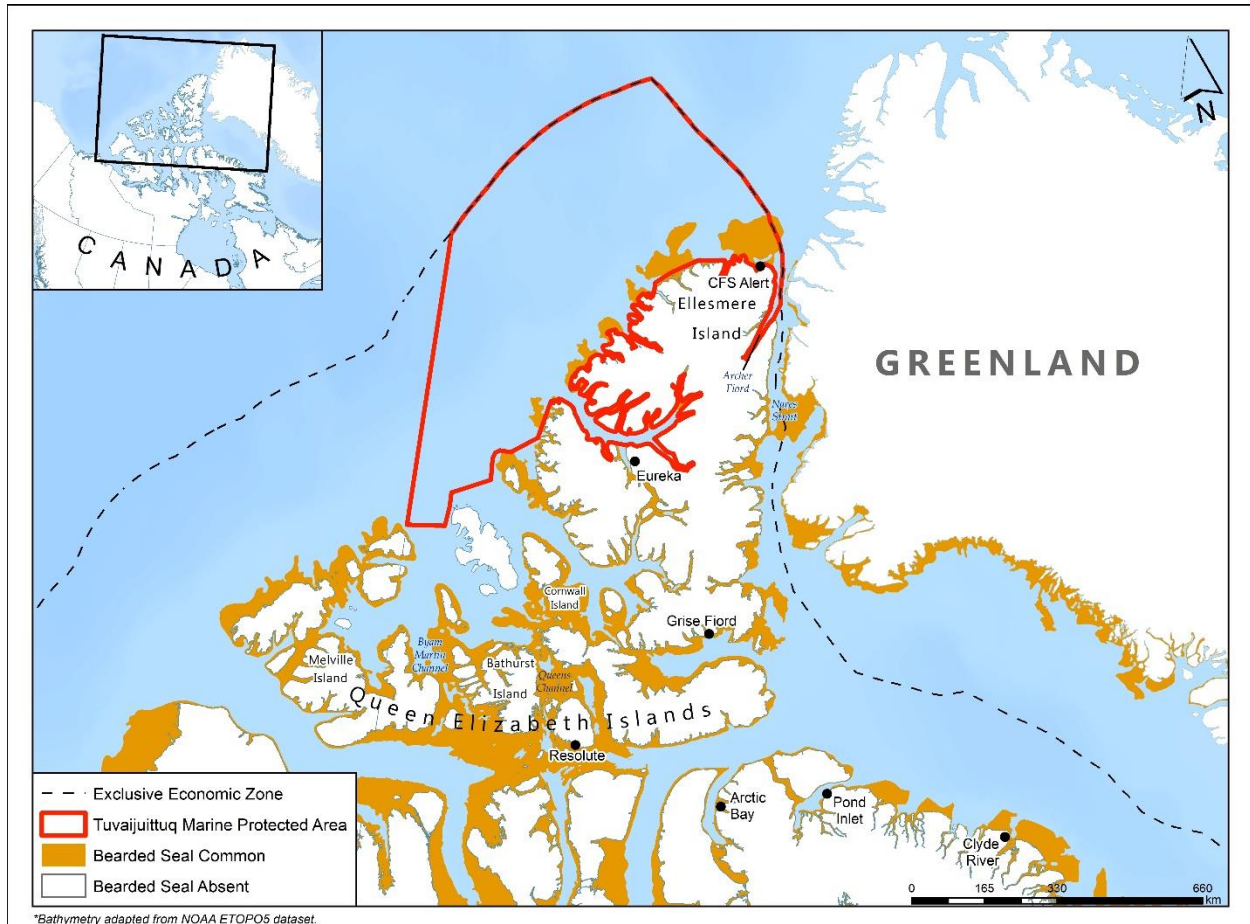 CANADA
N
CFS Alert
Ellesmere
Island
Archer
Fiord
GREENLAND
Nares
Strait
Eureka
Cornwall
Island
Grise Fiord
Byam
Martin
Channel
Melville
Island
Bathurst
Island
Queens
Channel
Queen Elizabeth Islands
Resolute
Arctic
Bay
Pond
Inlet
Clyde
River
Exclusive Economic Zone
Tuvaijuittuq Marine Protected Area
Bearded Seal Common
Bearded Seal Absent
0 165 330 660
km
*Bathymetry adapted from NOAA ETOPO5 dataset.